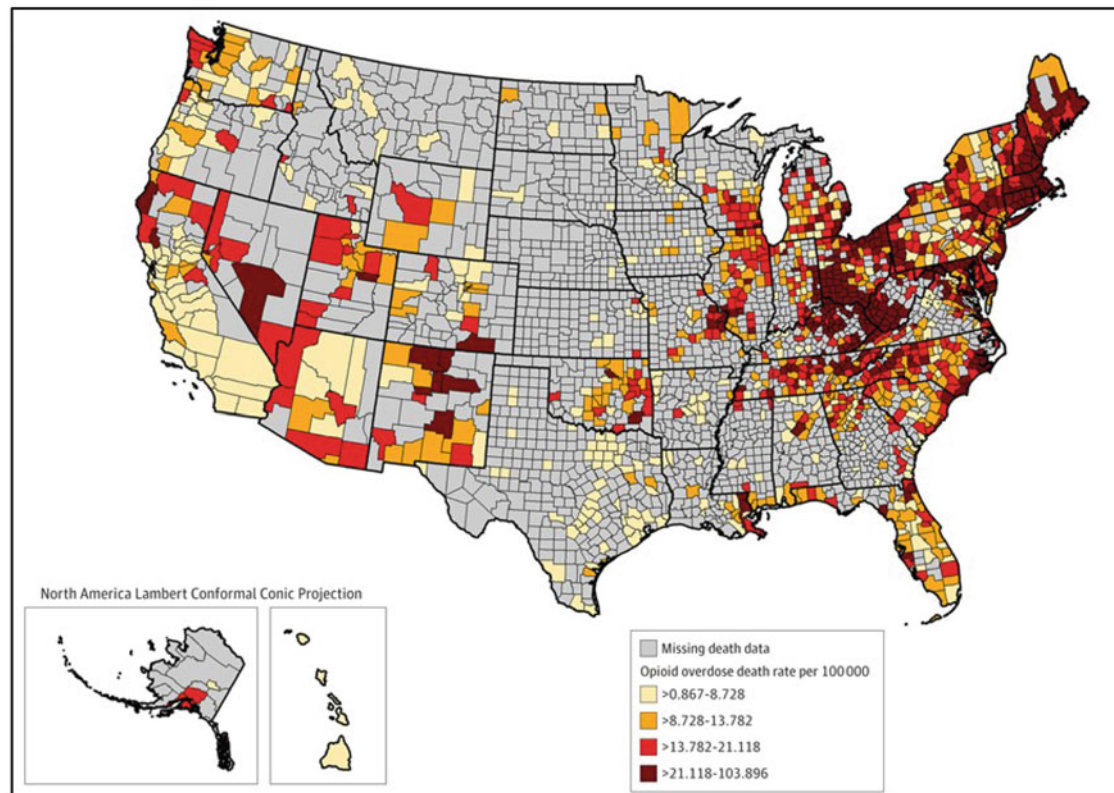 North America Lambert Conformal Conic Projection
Missing death data
Opioid overdose death rate per 100 000
>0.867-8.728
>8.728-13.782
>13.782-21.118
>21.118-103.896